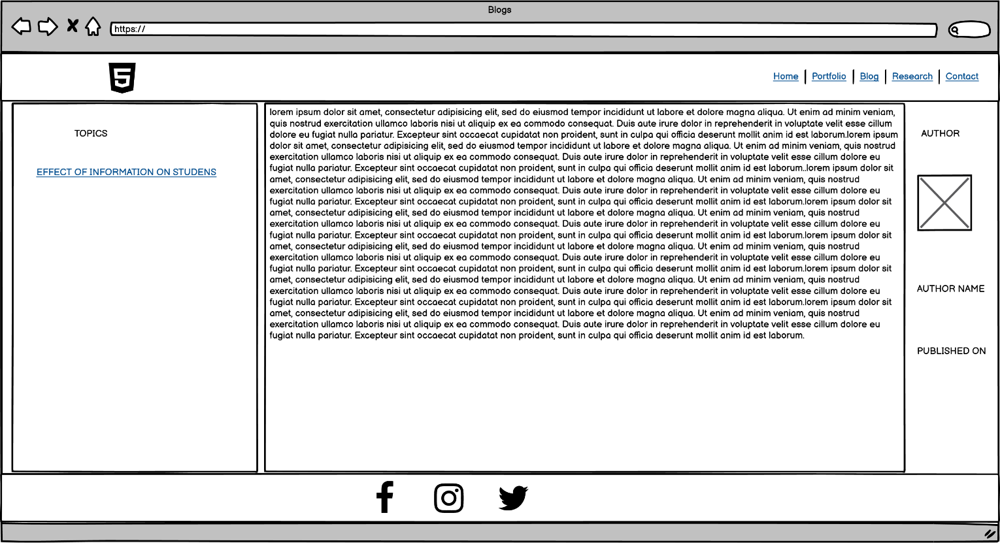 Blogs
https://
Home Portfolio Blog Research Contact
TOPICS
EFFECT OF INFORMATION ON STUDENS
lorem ipsum dolor sit amet, consectetur adipisicing elit, sed do eiusmod tempor incididunt ut labore et dolore magna aliqua. Ut enim ad minim veniam,
quis nostrud exercitation ullamco laboris nisi ut aliquip ex ea commodo consequat. Duis aute irure dolor in reprehenderit in voluptate velit esse cillum
dolore eu fugiat nulla pariatur. Excepteur sint occaecat cupidatat non proident, sunt in culpa qui officia deserunt mollit anim id est laborum.lorem ipsum
dolor sit amet, consectetur adipisicing elit, sed do eiusmod tempor incididunt ut labore et dolore magna aliqua. Ut enim ad minim veniam, quis nostrud
exercitation ullamco laboris nisi ut aliquip ex ea commodo consequat. Duis aute irure dolor in reprehenderit in voluptate velit esse cillum dolore eu
fugiat nulla pariatur. Excepteur sint occaecat cupidatat non proident, sunt in culpa qui officia deserunt mollit anim id est laborum..lorem ipsum dolor sit
amet, consectetur adipisicing elit, sed do eiusmod tempor incididunt ut labore et dolore magna aliqua. Ut enim ad minim veniam, quis nostrud
exercitation ullamco laboris nisi ut aliquip ex ea commodo consequat. Duis aute irure dolor in reprehenderit in voluptate velit esse cillum dolore eu
fugiat nulla pariatur. Excepteur sint occaecat cupidatat non proident, sunt in culpa qui officia deserunt mollit anim id est laborum.lorem ipsum dolor sit
amet, consectetur adipisicing elit, sed do eiusmod tempor incididunt ut labore et dolore magna aliqua. Ut enim ad minim veniam, quis nostrud
exercitation ullamco laboris nisi ut aliquip ex ea commodo consequat. Duis aute irure dolor in reprehenderit in voluptate velit esse cillum dolore eu
fugiat nulla pariatur. Excepteur sint occaecat cupidatat non proident, sunt in culpa qui officia deserunt mollit anim id est laborum.lorem ipsum dolor sit
amet, consectetur adipisicing elit, sed do eiusmod tempor incididunt ut labore et dolore magna aliqua. Ut enim ad minim veniam, quis nostrud
exercitation ullamco laboris nisi ut aliquip ex ea commodo consequat. Duis aute irure dolor in reprehenderit in voluptate velit esse cillum dolore eu
fugiat nulla pariatur. Excepteur sint occaecat cupidatat non proident, sunt in culpa qui officia deserunt mollit anim id est laborum.lorem ipsum dolor sit
amet, consectetur adipisicing elit, sed do eiusmod tempor incididunt ut labore et dolore magna aliqua. Ut enim ad minim veniam, quis nostrud
exercitation ullamco laboris nisi ut aliquip ex ea commodo consequat. Duis aute irure dolor in reprehenderit in voluptate velit esse cillum dolore eu
fugiat nulla pariatur. Excepteur sint occaecat cupidatat non proident, sunt in culpa qui officia deserunt mollit anim id est laborum.lorem ipsum dolor sit
amet, consectetur adipisicing elit, sed do eiusmod tempor incididunt ut labore et dolore magna aliqua. Ut enim ad minim veniam, quis nostrud
exercitation ullamco laboris nisi ut aliquip ex ea commodo consequat. Duis aute irure dolor in reprehenderit in voluptate velit esse cillum dolore eu
fugiat nulla pariatur. Excepteur sint occaecat cupidatat non proident, sunt in culpa qui officia deserunt mollit anim id est laborum.
AUTHOR
AUTHOR NAME
PUBLISHED ON